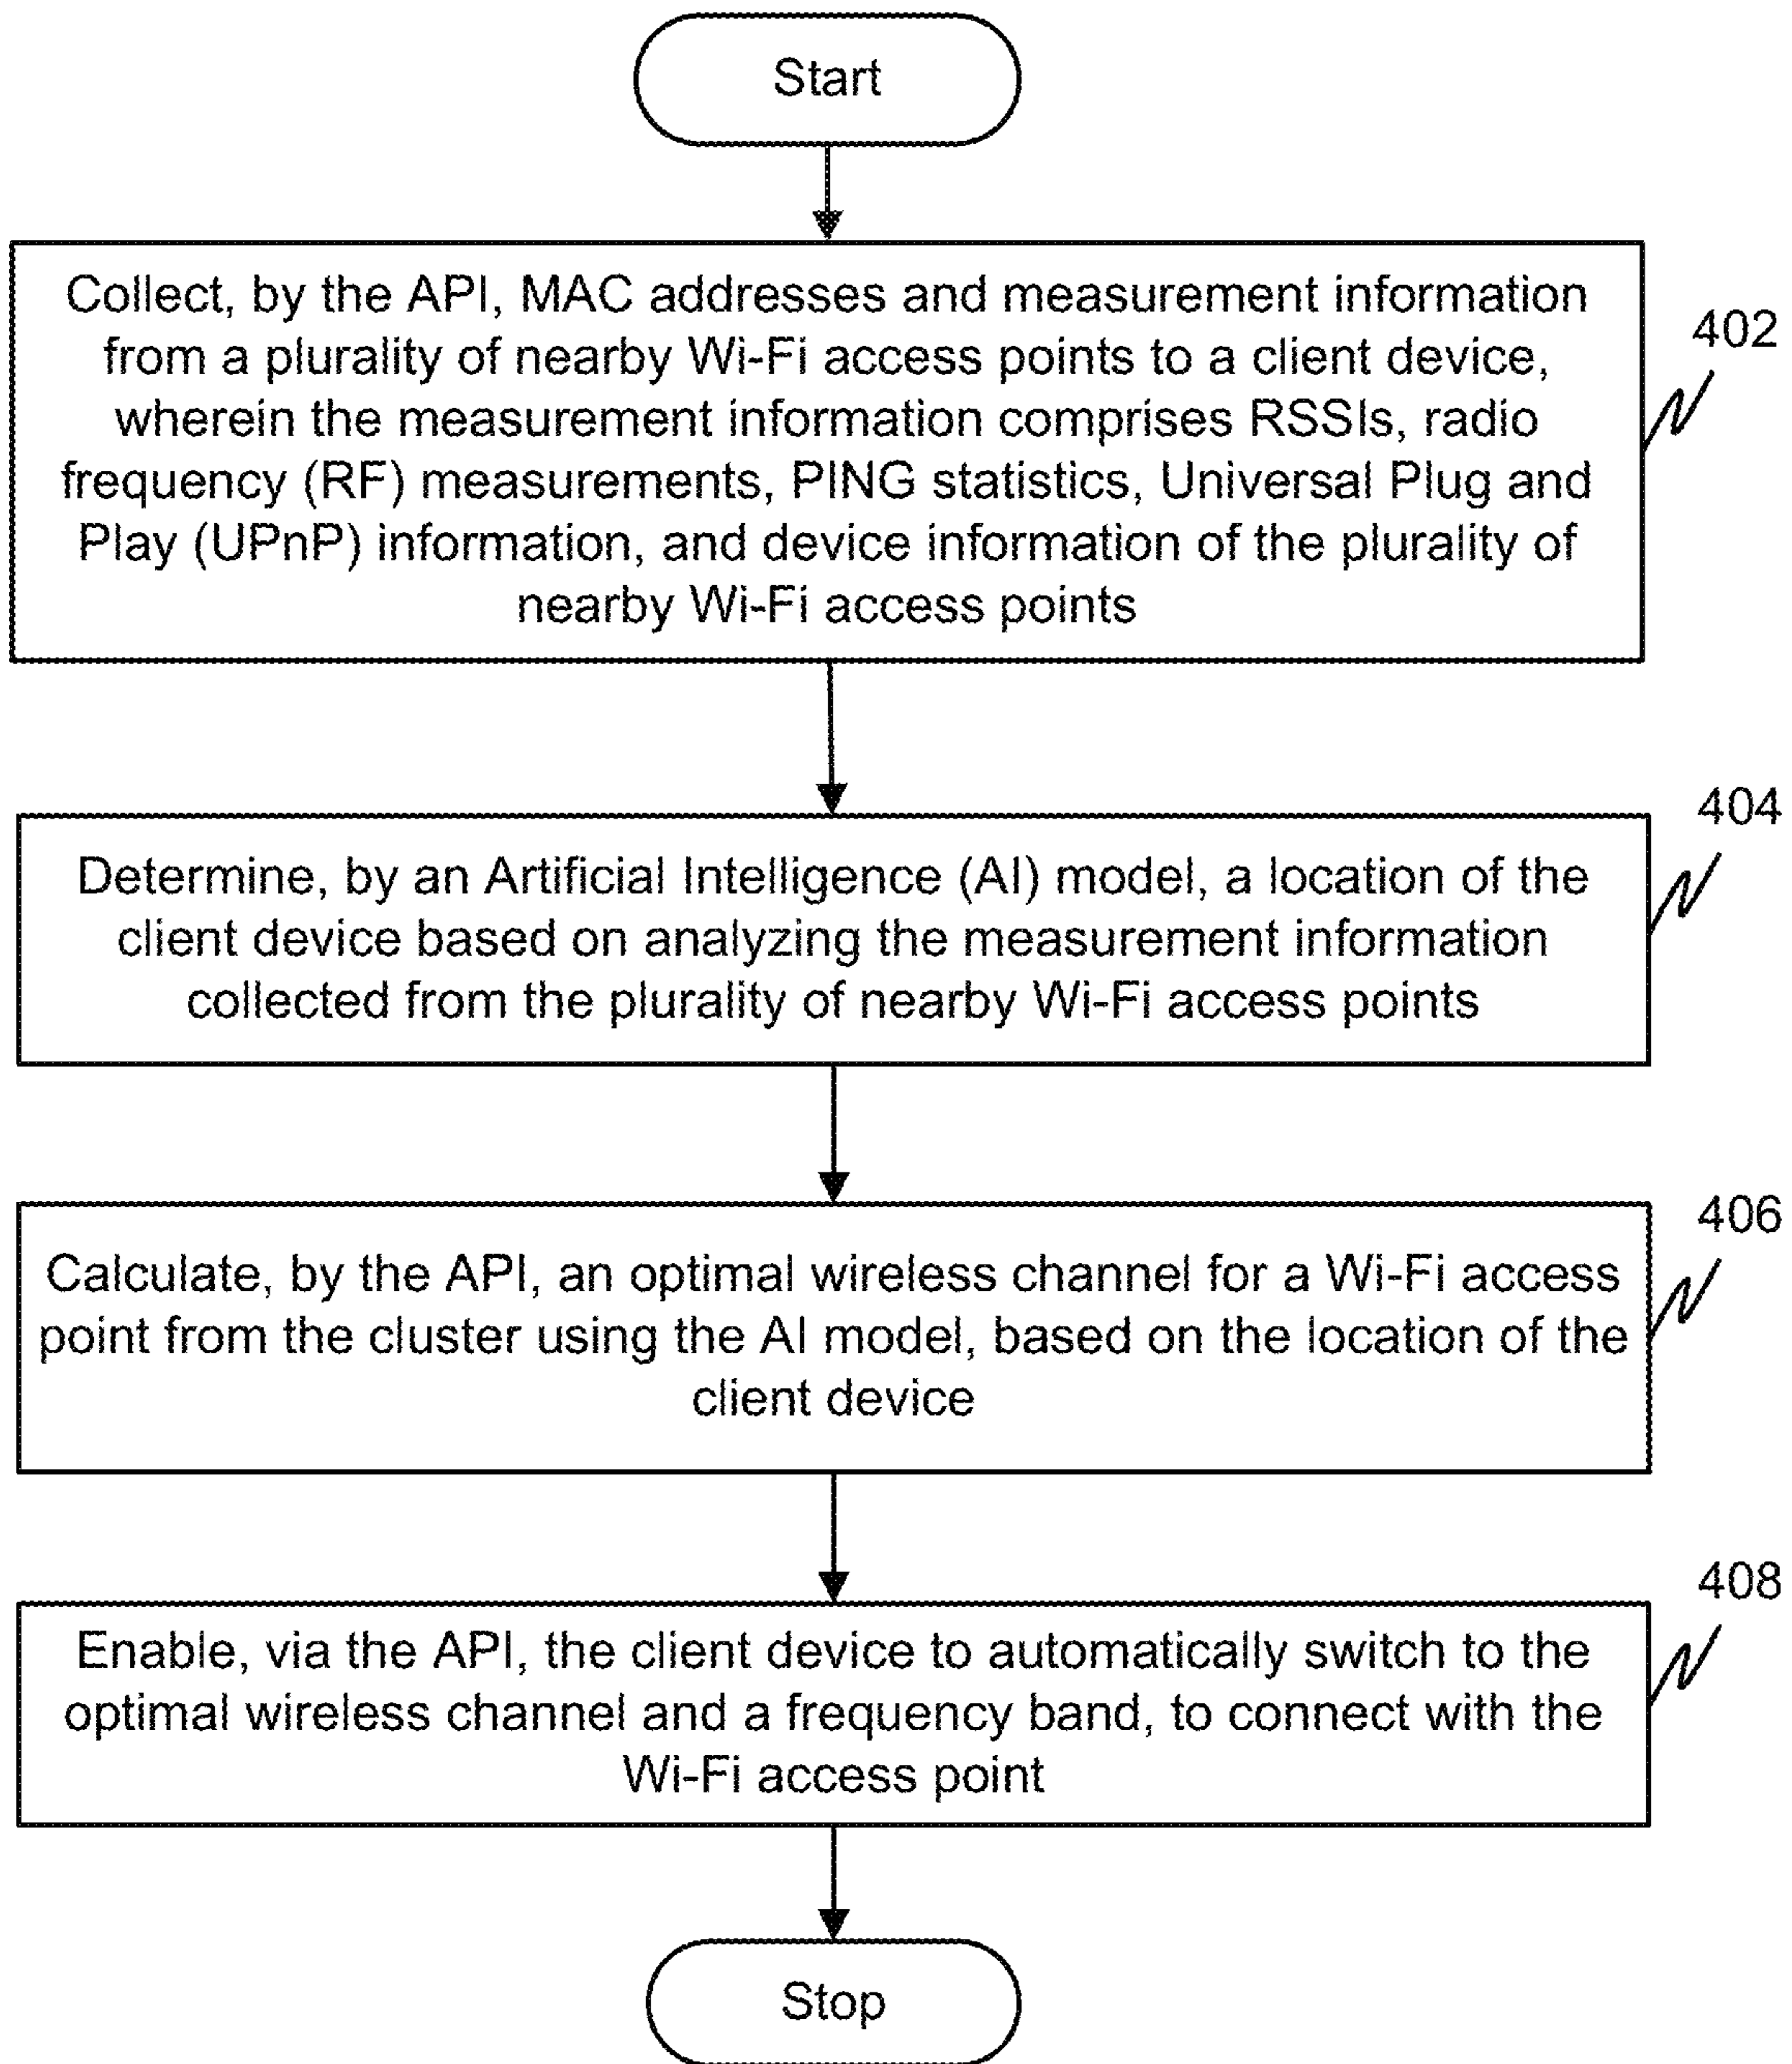 Start
Collect, by the API, MAC addresses and measurement information
from a plurality of nearby Wi-Fi access points to a client device,
wherein the measurement information comprises RSSIs, radio
frequency (RF) measurements, PING statistics, Universal Plug and
Play (UPnP) information, and device information of the plurality of
nearby Wi-Fi access points
402
Determine, by an Artificial Intelligence (AI) model, a location of the
client device based on analyzing the measurement information
collected from the plurality of nearby Wi-Fi access points
404
Calculate, by the API, an optimal wireless channel for a Wi-Fi access
point from the cluster using the AI model, based on the location of the
client device
406
Enable, via the API, the client device to automatically switch to the
optimal wireless channel and a frequency band, to connect with the
Wi-Fi access point
408
Stop